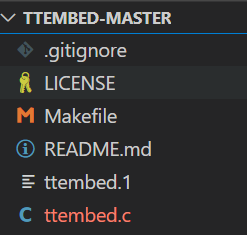 TTEMBED-MASTER
.gitignore
LICENSE
Makefile
README.md
ttembed.1
ttembed.c